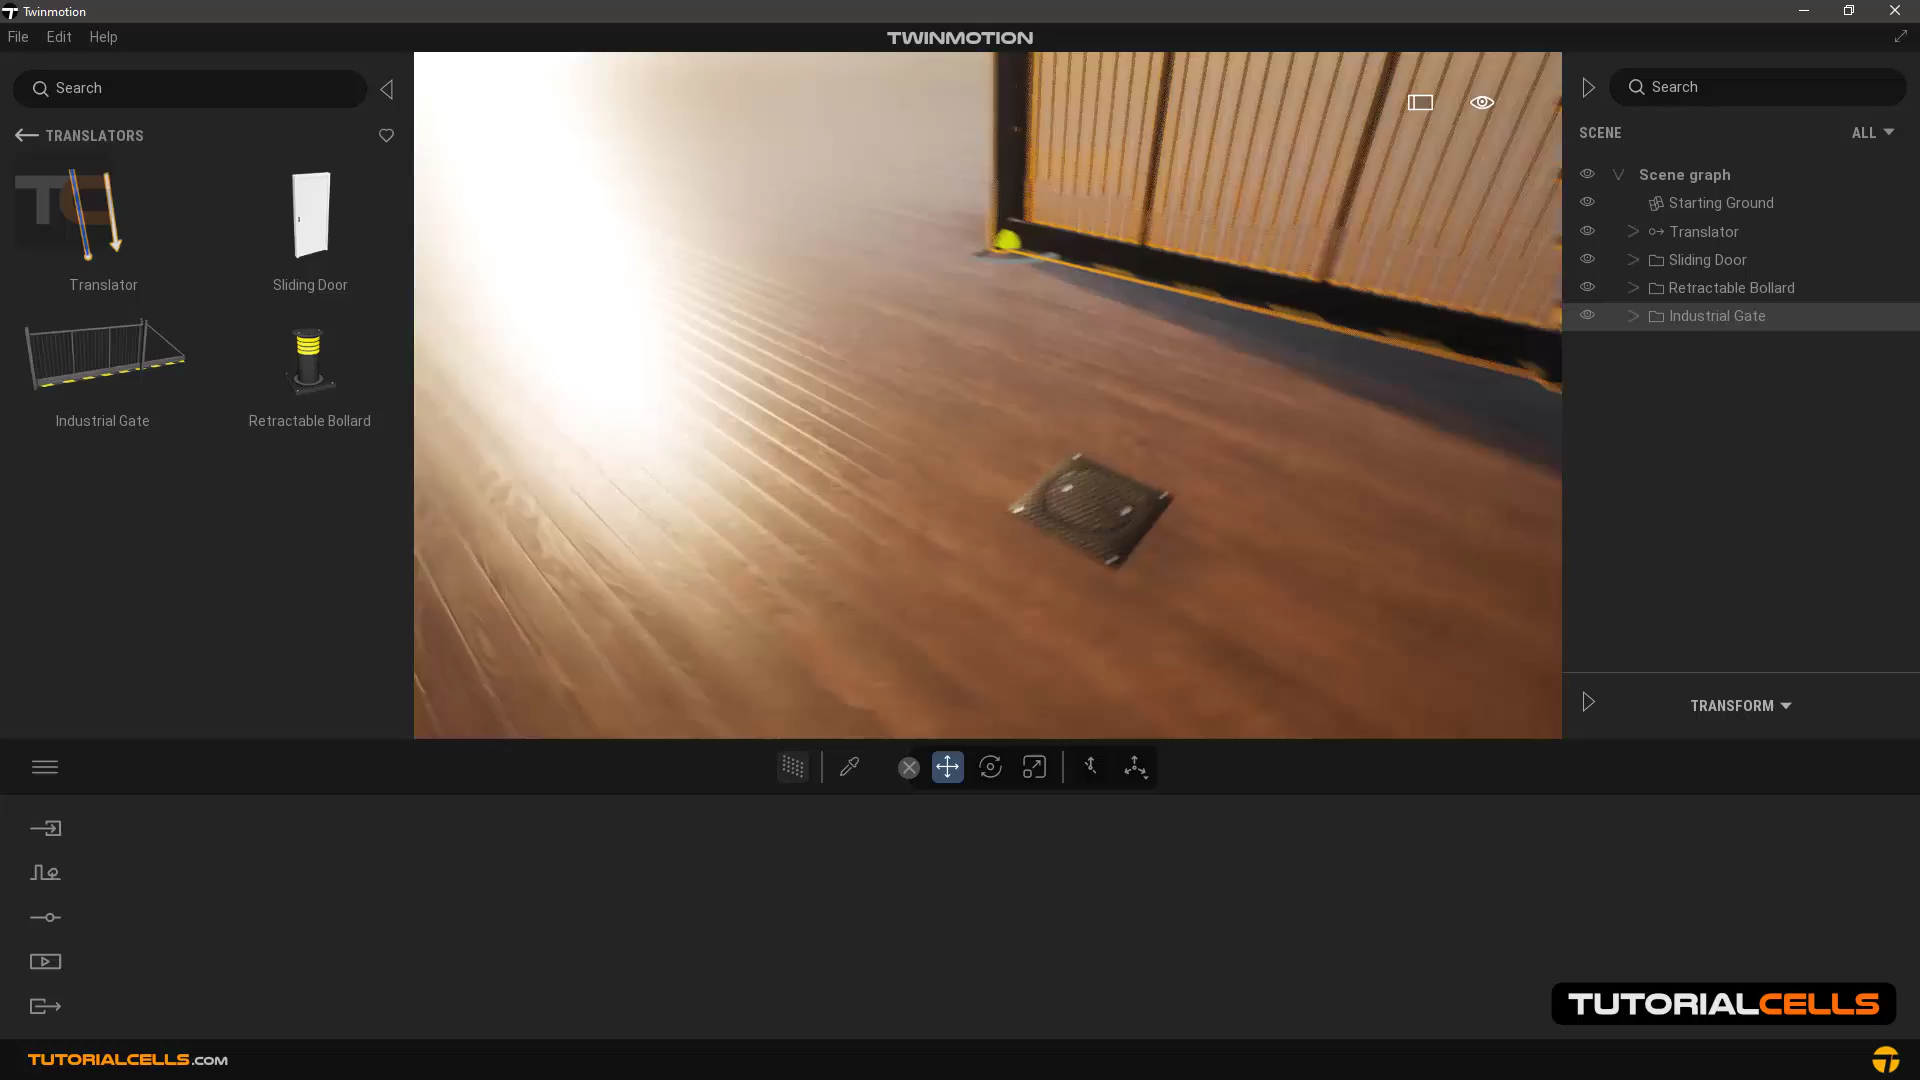 Twinmotion
File Edit Help
TWINMOTION
Search
TRANSLATORS
TC
Translator
Sliding Door
Industrial Gate
Retractable Bollard
Search
SCENE
ALL
Scene graph
Starting Ground
Translator
Sliding Door
Retractable Bollard
Industrial Gate
TRANSFORM
TUTORIALCELLS
TUTORIALCELLS.COM